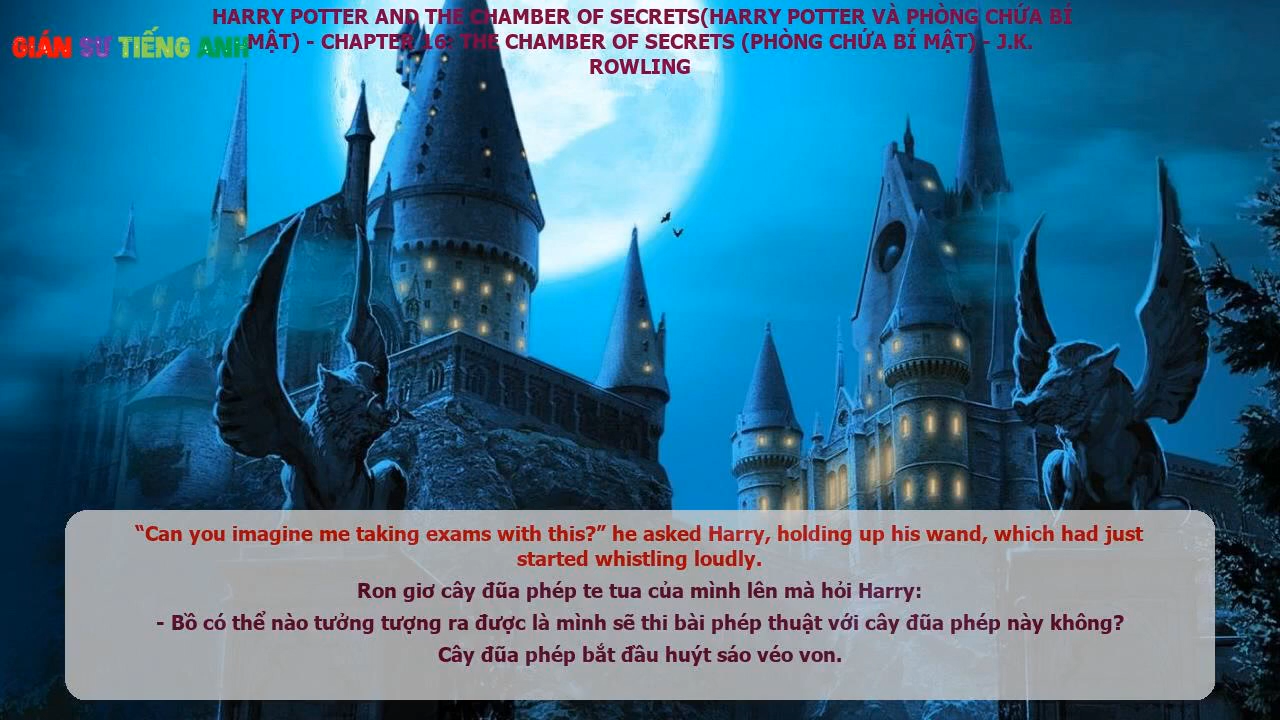 HARRY POTTER AND THE CHAMBER OF SECRETS(HARRY POTTER VÀ PHÒNG CHỨA BÍ
MẬT) - CHAPTER 16: THE CHAMBER OF SECRETS (PHÒNG CHỨA BÍ MẬT) - J.K.
ROWLING
GIÁN SƯ TIẾNG ANH
“Can you imagine me taking exams with this?” he asked Harry, holding up his wand, which had just
started whistling loudly.
Ron giơ cây đũa phép te tua của mình lên mà hỏi Harry:
- Bồ có thể nào tưởng tượng ra được là mình sẽ thi bài phép thuật với cây đũa phép này không?
Cây đũa phép bắt đầu huýt sáo véo von.